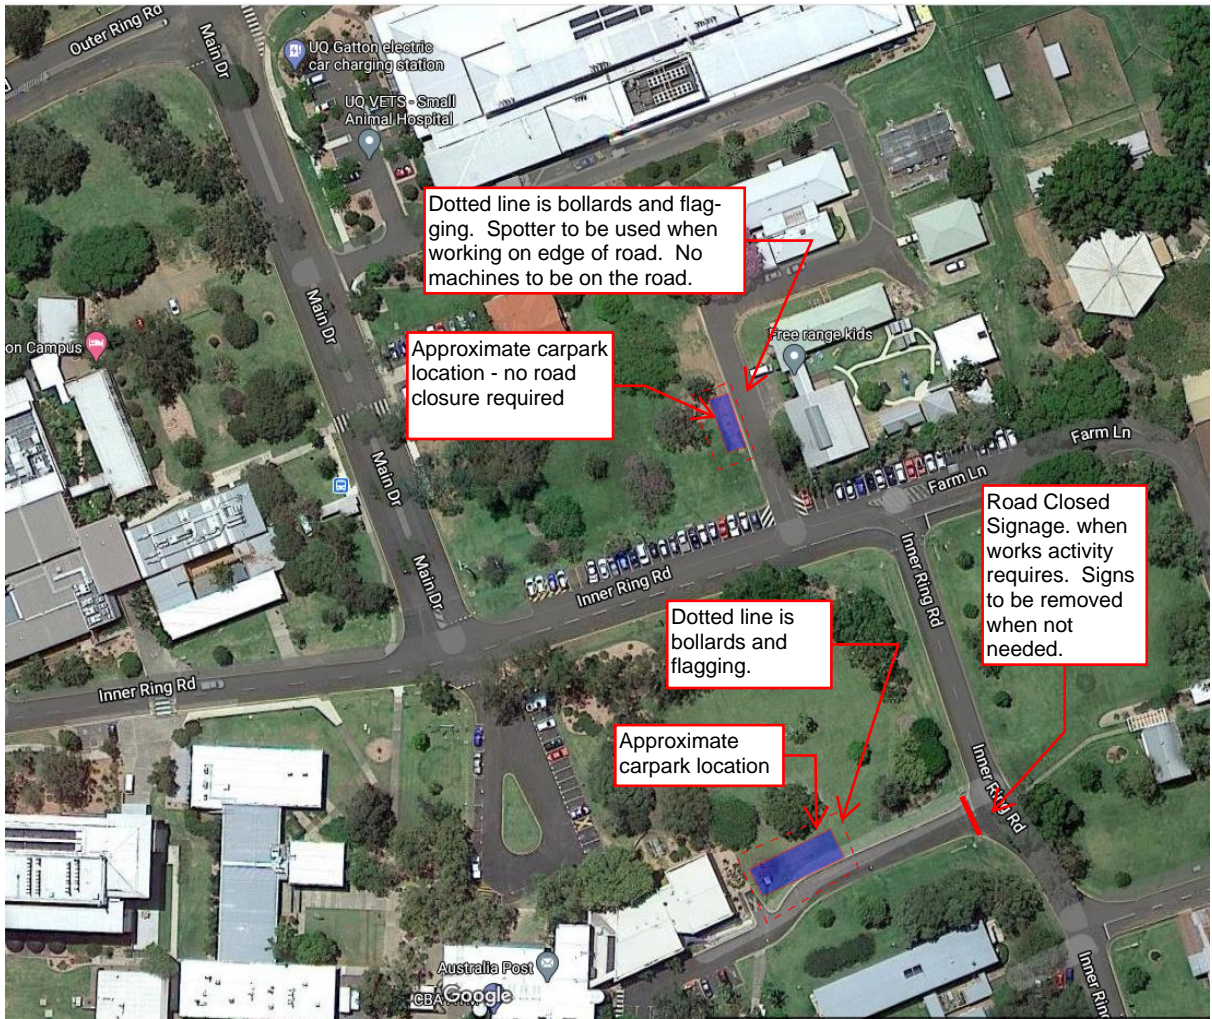 Outer Ring Rd
Main Dr
UQ Gatton electric
car charging station
UQ VETS - Small
Animal Hospital
Dotted line is bollards and flag-
ging. Spotter to be used when
working on edge of road. No
machines to be on the road.
Main Dr
on Campus
Approximate carpark
location - no road
closure required
Free range kids
Farm Ln
Farm Ln
Main Dr
Road Closed
Signage. when
works activity
requires. Signs
to be removed
when not
needed.
Main Dr
Inner Ring Rd
Inner Ring Rd
Dotted line is
bollards and
flagging.
Inner Ring Rd
Approximate
carpark location
Inner Ring Rd
Australia Post
Google
Inner Ring